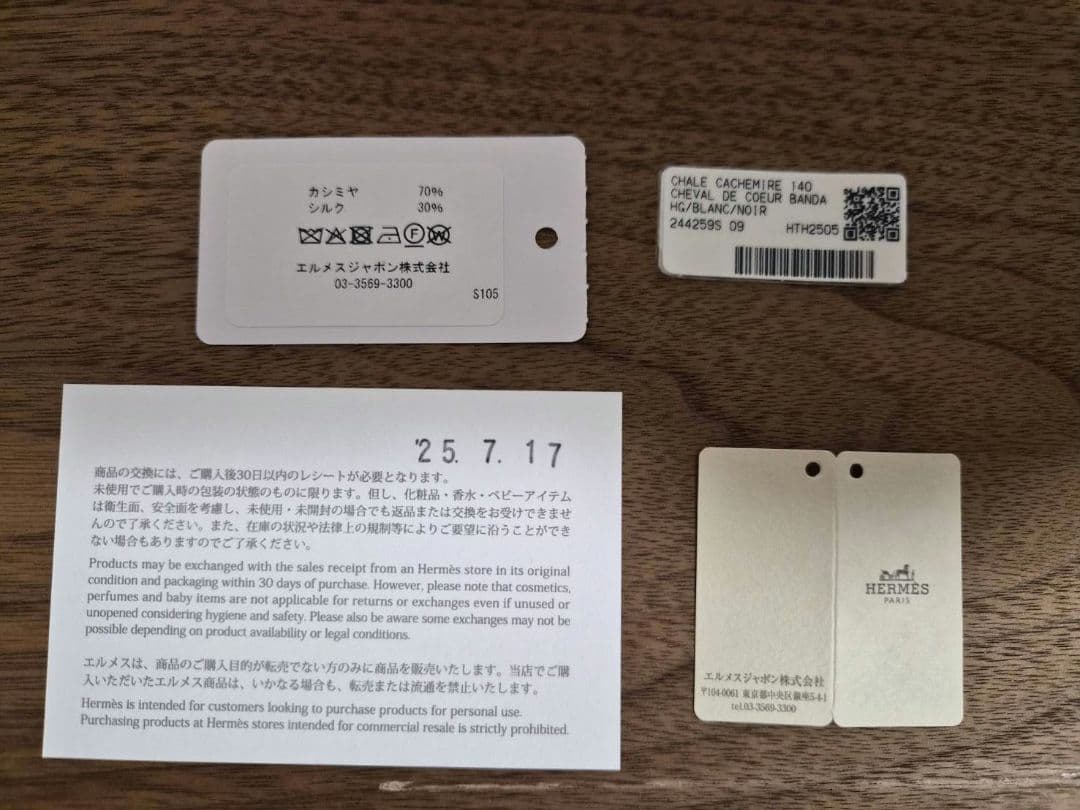 カシミヤ 70%
シルク 30%
エルメスジャポン株式会社
03-3569-3300
S105
CHALE CACHEMIRE 140
CHEVAL DE COEUR BANDA
HG/BLANC/NOIR
244259S 09 HTH2505
'25. 7. 17
商品の交換には、ご購入後30日以内のレシートが必要となります。
未使用でご購入時の包装の状態のものに限ります。但し、化粧品・香水・ベビーアイテム
は衛生面、安全面を考慮し、未使用・未開封の場合でも返品または交換をお受けできませ
んので了承ください。また、在庫の状況や法律上の規制等によりご要望に沿うことができ
ない場合もありますのでご了承ください。
Products may be exchanged with the sales receipt from an Hermès store in its original
condition and packaging within 30 days of purchase. However, please note that cosmetics,
perfumes and baby items are not applicable for returns or exchanges even if unused or
unopened considering hygiene and safety. Please also be aware some exchanges may not be
possible depending on product availability or legal conditions.
エルメスは、商品のご購入目的が転売でない方のみに商品を販売いたします。当店でご購
入いただいたエルメス商品は、いかなる場合も、転売または流通を禁止いたします。
Hermès is intended for customers looking to purchase products for personal use.
Purchasing products at Hermès stores intended for commercial resale is strictly prohibited.
エルメスジャポン株式会社
〒104-0061 東京都中央区銀座5-4-1
tel.03-3569-3300
HERMÈS
PARIS